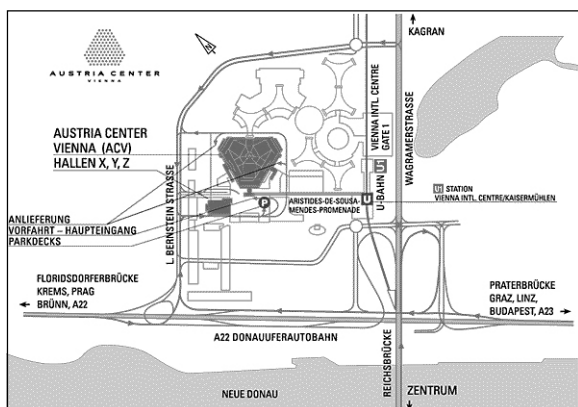 AUSTRIA CENTER
VIENNA
KAGRAN
VIENNA INTL. CENTRE
GATE 1
WAGRAMERSTRASSE
AUSTRIA CENTER
VIENNA (ACV)
HALLEN X, Y, Z
L. BERNSTEIN STRASSE
U-BAHN U1
U1 STATION
VIENNA INTL. CENTRE/KAISERMÜHLEN
ARISTIDES-DE-SOUSA-
MENDES-PROMENADE
U
P
ANLIEFERUNG
VORFAHRT – HAUPTEINGANG
PARKDECKS
FLORIDSDORFERBRÜCKE
KREMS, PRAG
BRÜNN, A22
PRATERBRÜCKE
GRAZ, LINZ,
BUDAPEST, A23
A22 DONAUUFERAUTOBAHN
REICHSBRÜCKE
NEUE DONAU
ZENTRUM
N